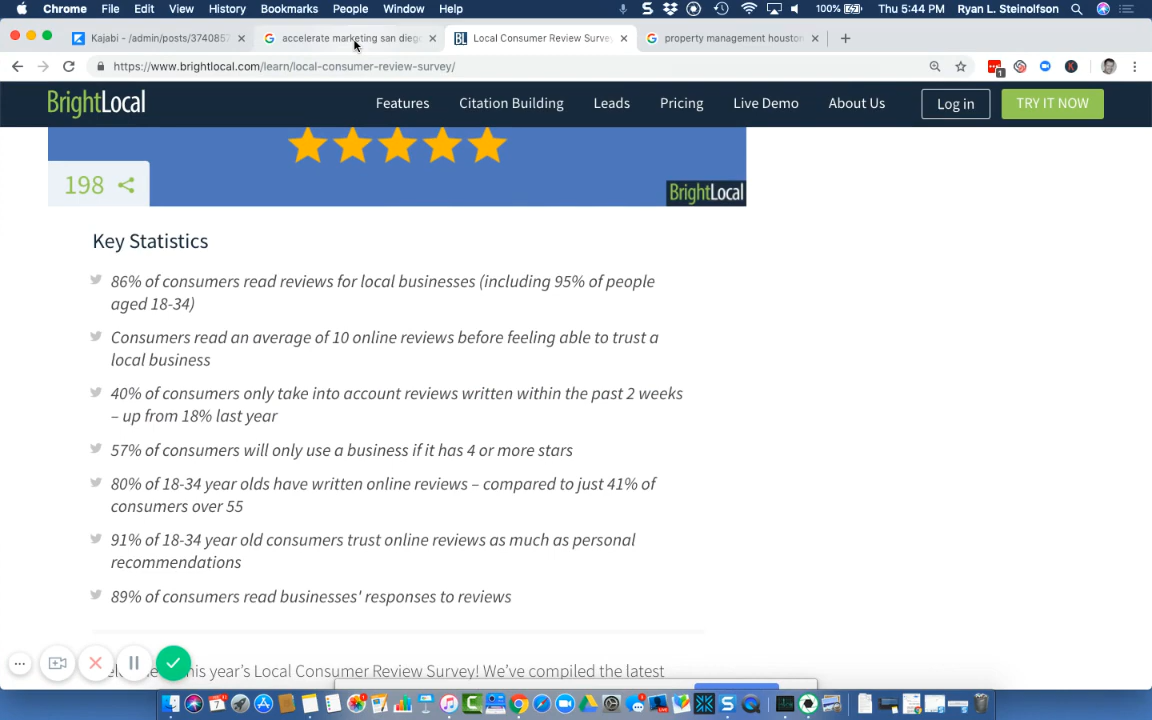 Chrome File Edit View History Bookmarks People Window Help 100% Thu 5:44 PM Ryan L. Steinolfson
Kajabi - /admin/posts/3740857 accelerate marketing san dieg Local Consumer Review Surve property management houston
https://www.brightlocal.com/learn/local-consumer-review-survey/
BrightLocal Features Citation Building Leads Pricing Live Demo About Us Log in TRY IT NOW
198
BrightLocal
Key Statistics
86% of consumers read reviews for local businesses (including 95% of people
aged 18-34)
Consumers read an average of 10 online reviews before feeling able to trust a
local business
40% of consumers only take into account reviews written within the past 2 weeks
– up from 18% last year
57% of consumers will only use a business if it has 4 or more stars
80% of 18-34 year olds have written online reviews – compared to just 41% of
consumers over 55
91% of 18-34 year old consumers trust online reviews as much as personal
recommendations
89% of consumers read businesses' responses to reviews
his year's Local Consumer Review Survey! We've compiled the latest